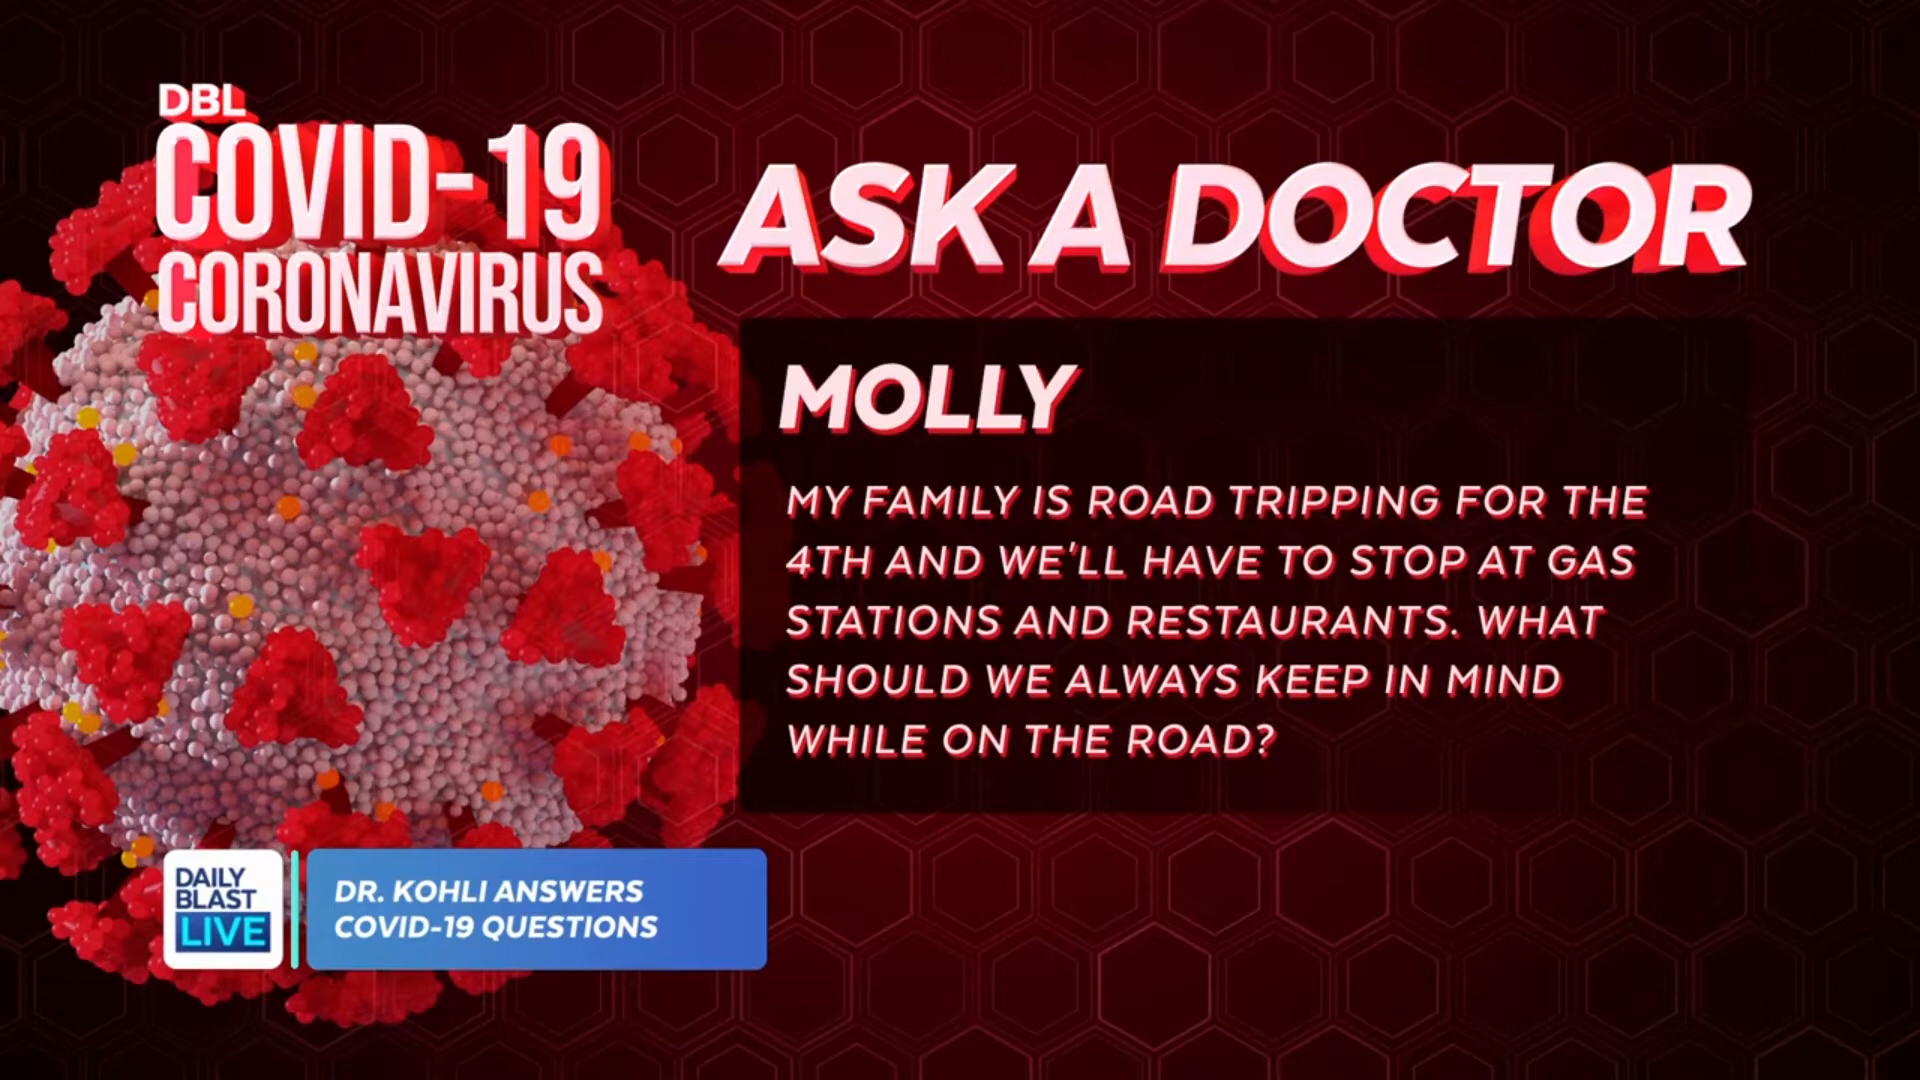 DBL
COVID-19
CORONAVIRUS
ASK A DOCTOR
MOLLY
MY FAMILY IS ROAD TRIPPING FOR THE
4TH AND WE'LL HAVE TO STOP AT GAS
STATIONS AND RESTAURANTS. WHAT
SHOULD WE ALWAYS KEEP IN MIND
WHILE ON THE ROAD?
DAILY
BLAST
LIVE
DR. KOHLI ANSWERS
COVID-19 QUESTIONS